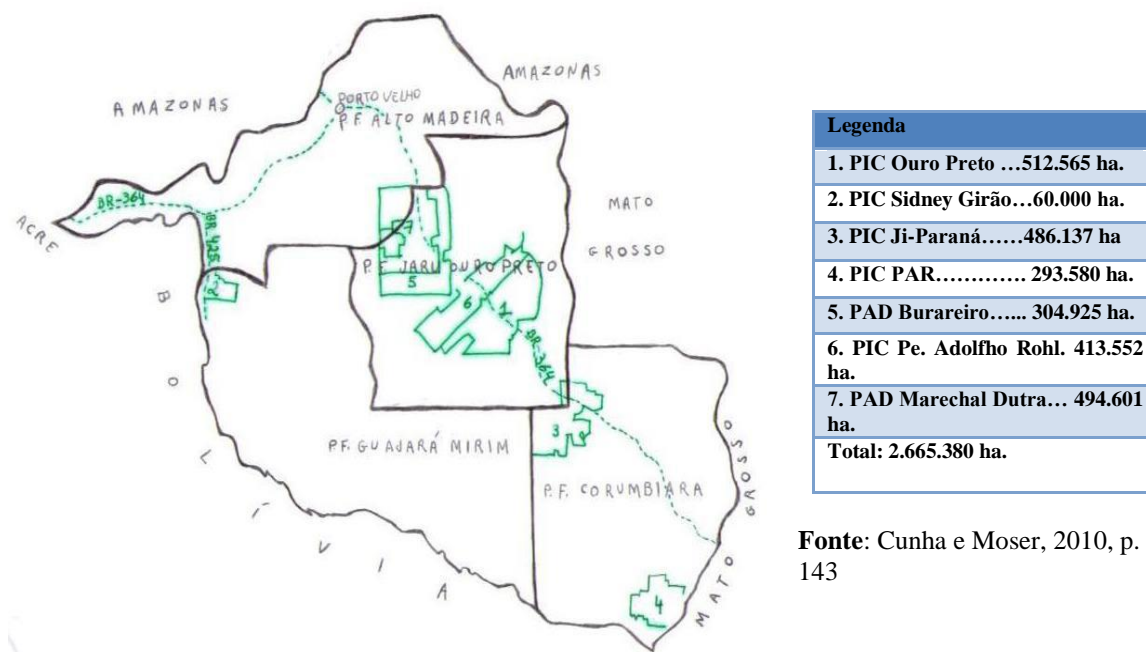 AMAZONAS
AMAZONAS
PORTO VELHO
P.F. ALTO MADEIRA
BR-364
ACRE
BR 425
MATO
GROSSO
P.F. JARU OURO PRETO
7
5
6
1
2
BR-364
BOLÍVIA
P.F. GUAJARÁ MIRIM
3
P.F. CORUMBIARA
4
MATO GROSSO
Legenda
1. PIC Ouro Preto …512.565 ha.
2. PIC Sidney Girão…60.000 ha.
3. PIC Ji-Paraná……486.137 ha
4. PIC PAR…………. 293.580 ha.
5. PAD Burareiro…... 304.925 ha.
6. PIC Pe. Adolfho Rohl. 413.552
ha.
7. PAD Marechal Dutra… 494.601
ha.
Total: 2.665.380 ha.
Fonte: Cunha e Moser, 2010, p.
143